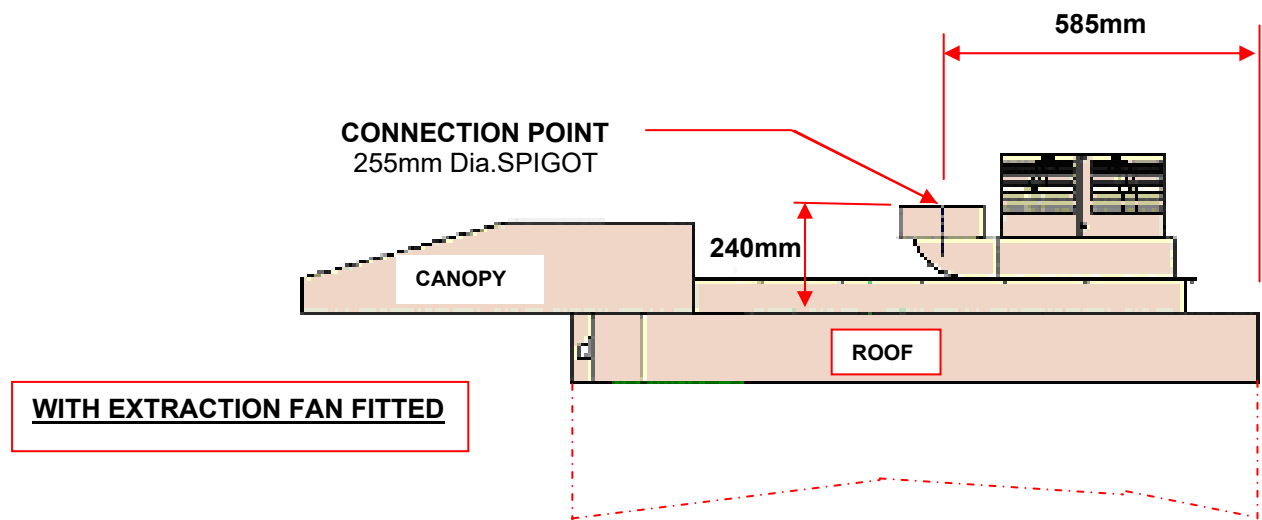 585mm
CONNECTION POINT
255mm Dia.SPIGOT
240mm
CANOPY
ROOF
WITH EXTRACTION FAN FITTED